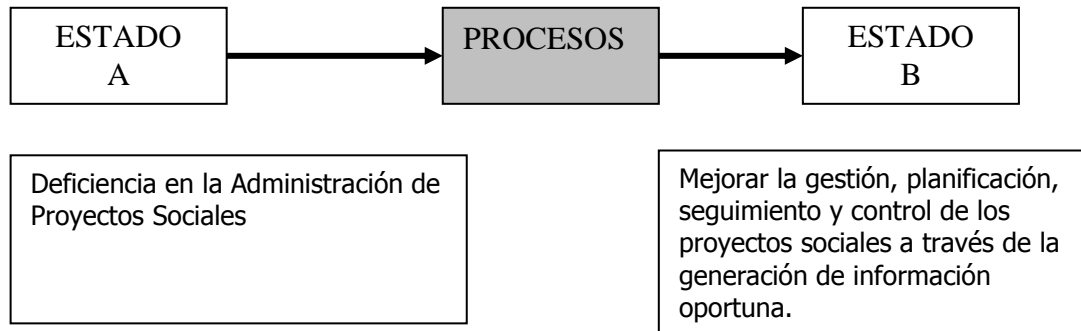 ESTADO
A
PROCESOS
ESTADO
B
Deficiencia en la Administración de
Proyectos Sociales
Mejorar la gestión, planificación,
seguimiento y control de los
proyectos sociales a través de la
generación de información
oportuna.